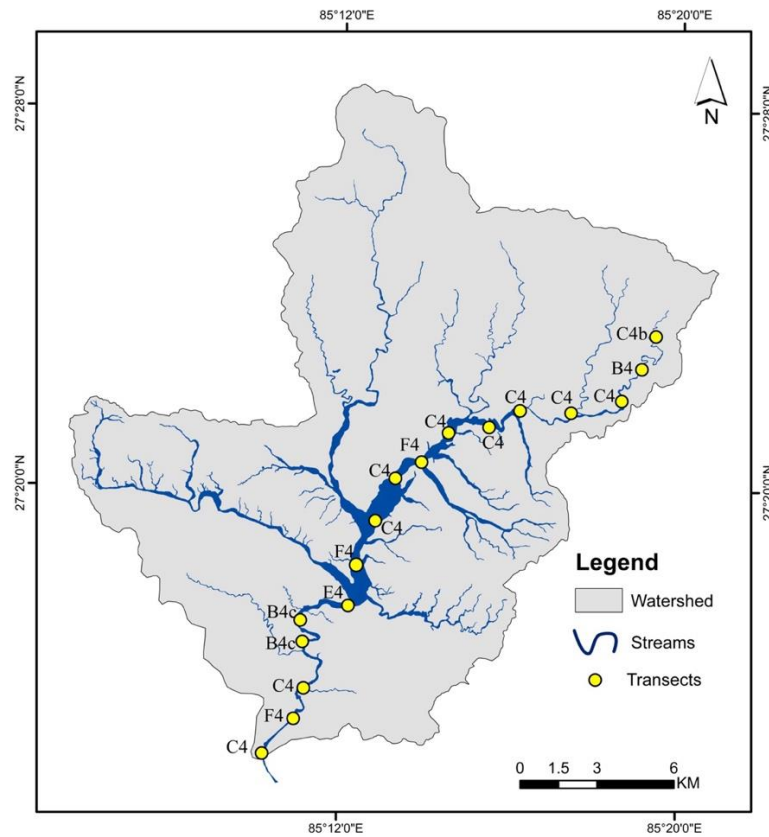 85°12'0"E
85°20'0"E
27°28'0"N
27°28'0"N
N
C4b
B4
C4
C4
C4
C4
C4
F4
C4
C4
27°20'0"N
27°20'0"N
F4
E4
B4c
B4c
C4
F4
C4
Legend
Watershed
Streams
Transects
0 1.5 3 6
KM
85°12'0"E
85°20'0"E